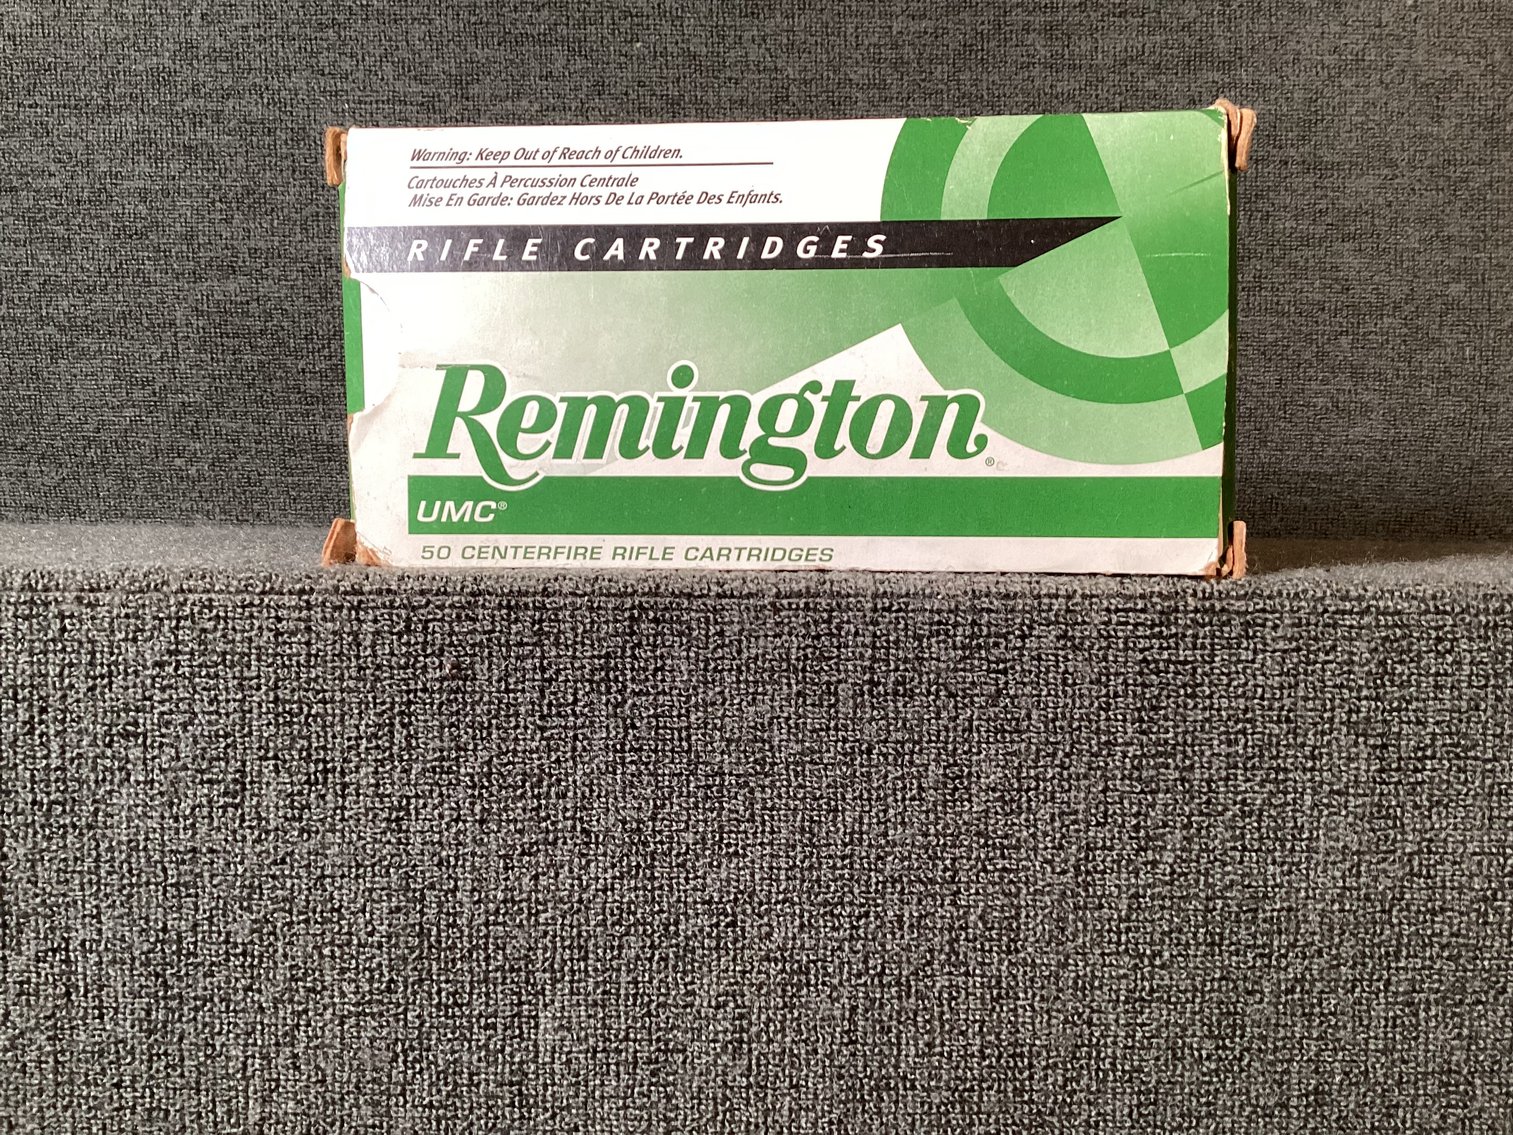 Warning: Keep Out of Reach of Children.
Cartouches À Percussion Centrale
Mise En Garde: Gardez Hors De La Portée Des Enfants.
RIFLE CARTRIDGES
Remington®
UMC®
50 CENTERFIRE RIFLE CARTRIDGES